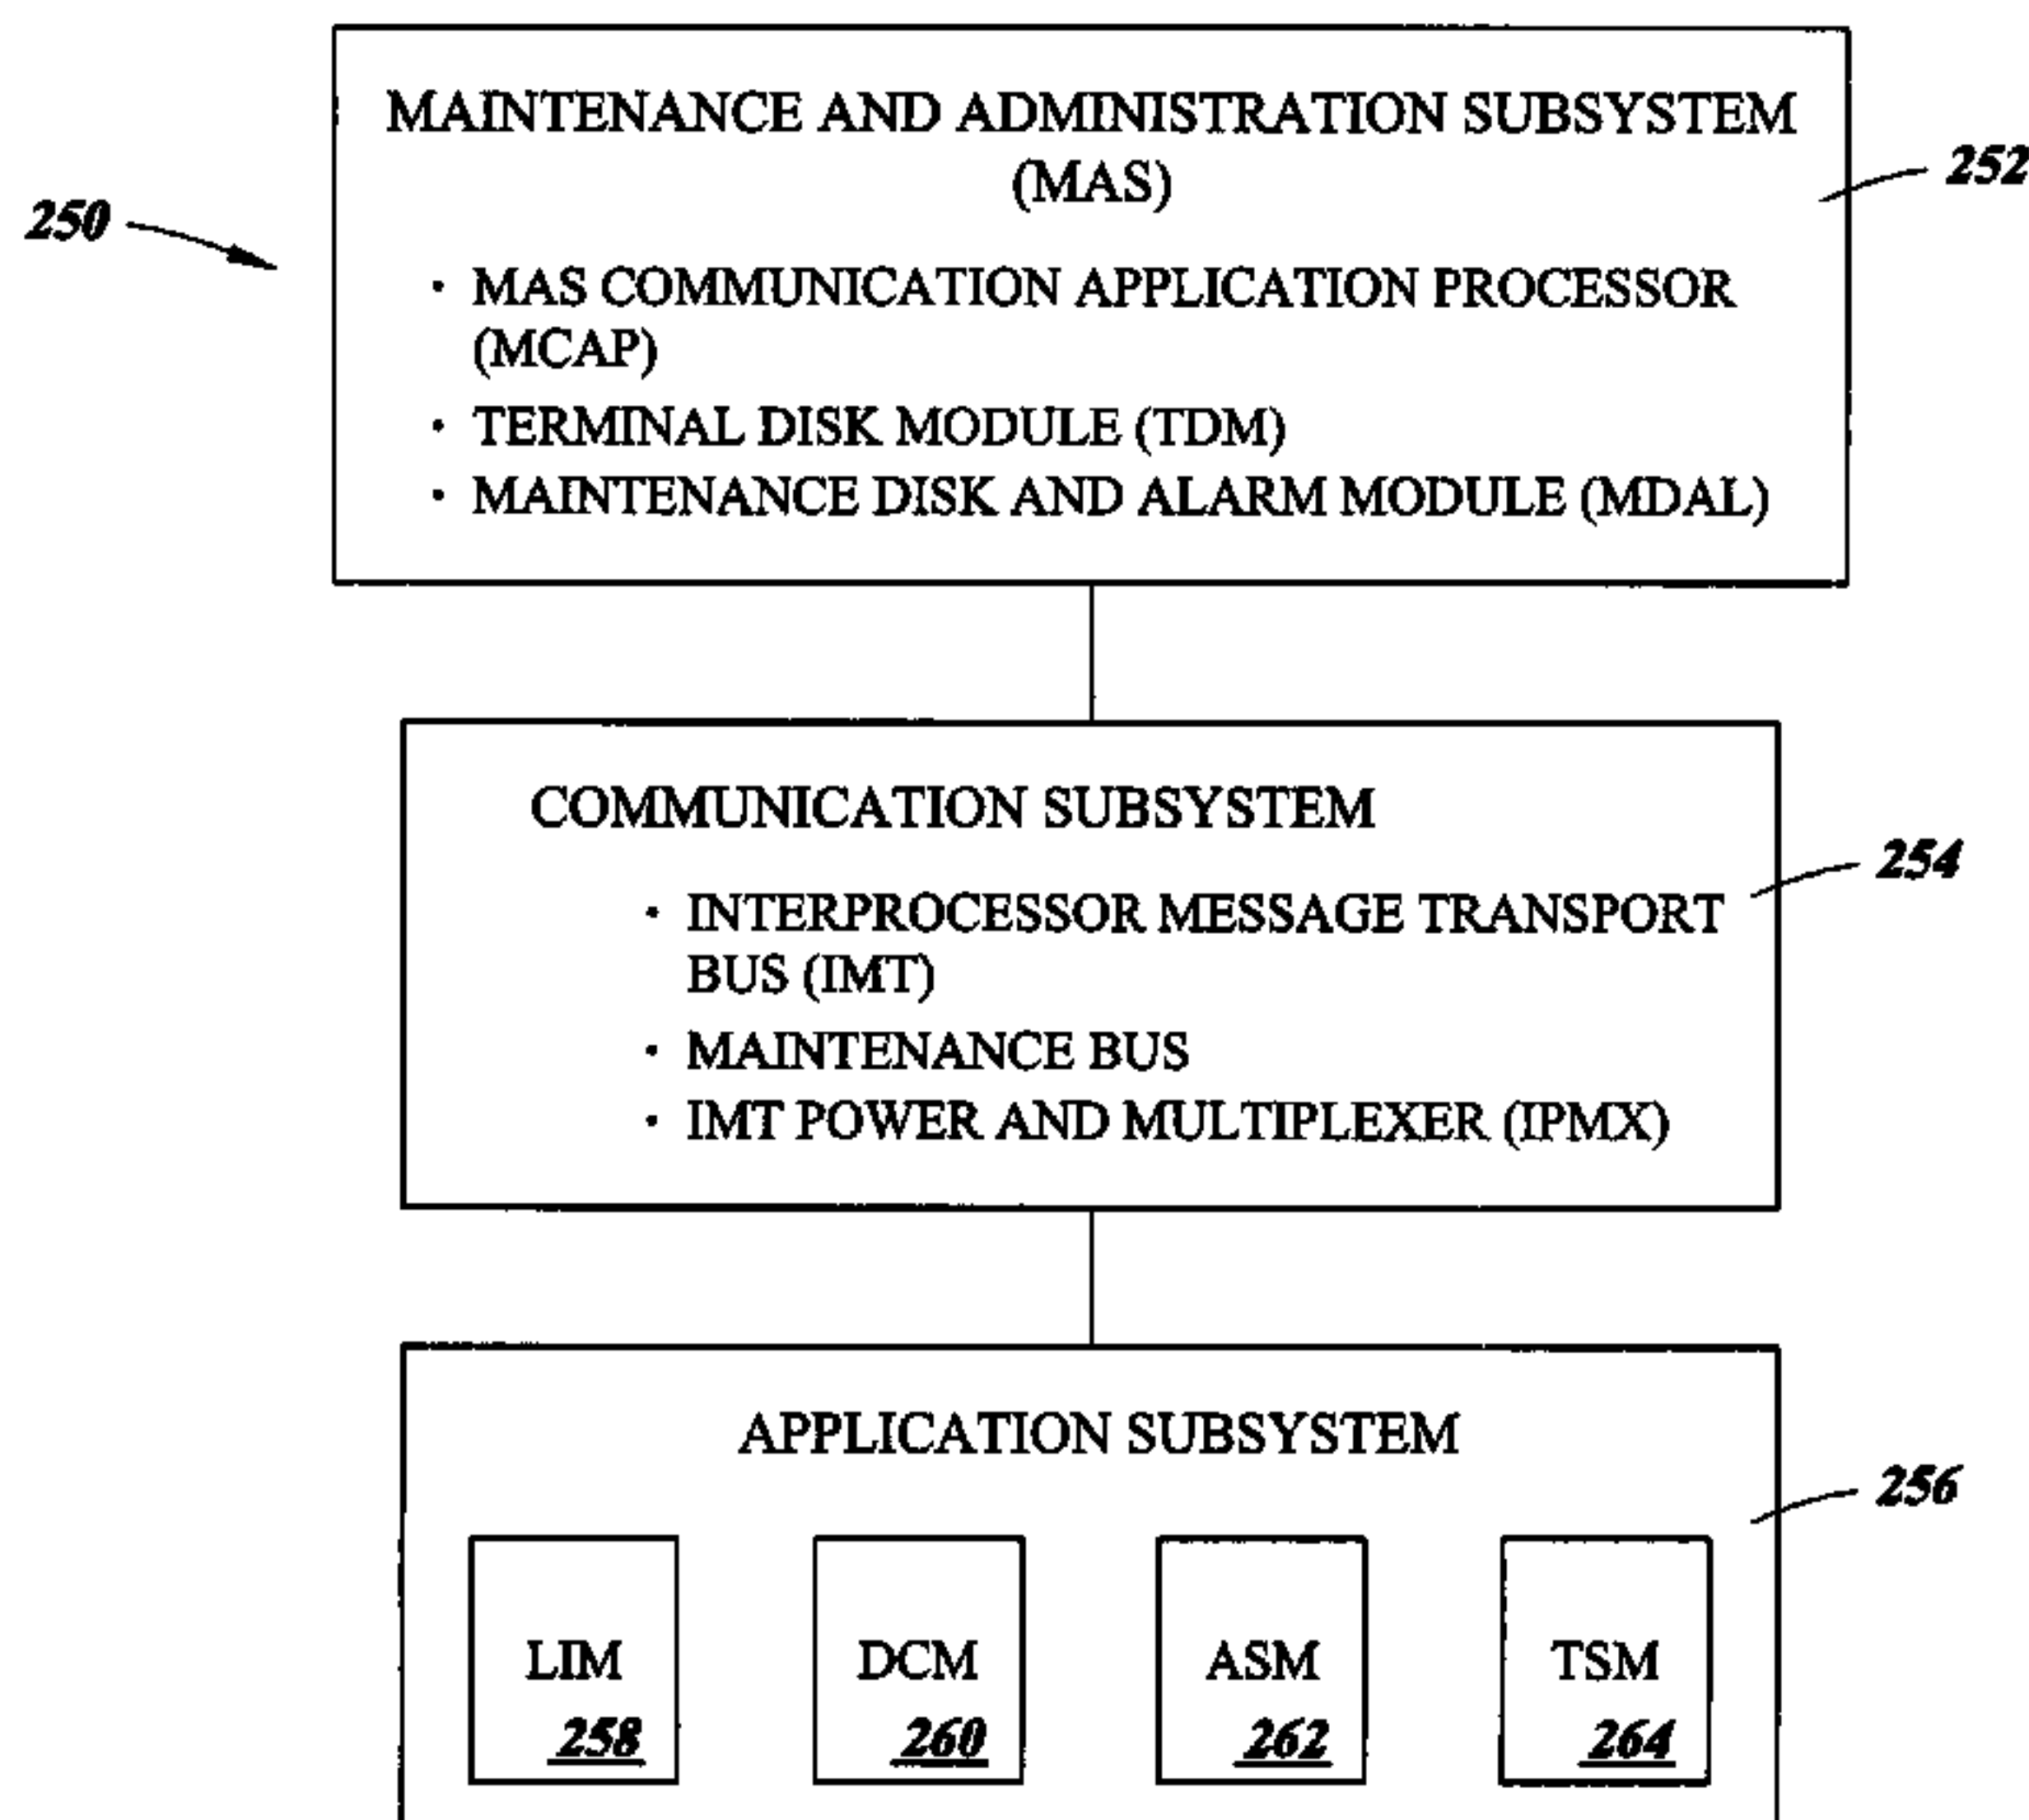 MAINTENANCE AND ADMINISTRATION SUBSYSTEM
(MAS)
252
250
· MAS COMMUNICATION APPLICATION PROCESSOR
(MCAP)
· TERMINAL DISK MODULE (TDM)
· MAINTENANCE DISK AND ALARM MODULE (MDAL)
COMMUNICATION SUBSYSTEM
254
· INTERPROCESSOR MESSAGE TRANSPORT
BUS (IMT)
· MAINTENANCE BUS
· IMT POWER AND MULTIPLEXER (IPMX)
APPLICATION SUBSYSTEM
256
LIM
258
DCM
260
ASM
262
TSM
264